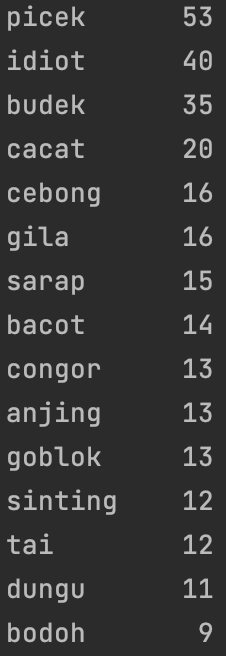 picek 53
idiot 40
budek 35
cacat 20
cebong 16
gila 16
sarap 15
bacot 14
congor 13
anjing 13
goblok 13
sinting 12
tai 12
dungu 11
bodoh 9